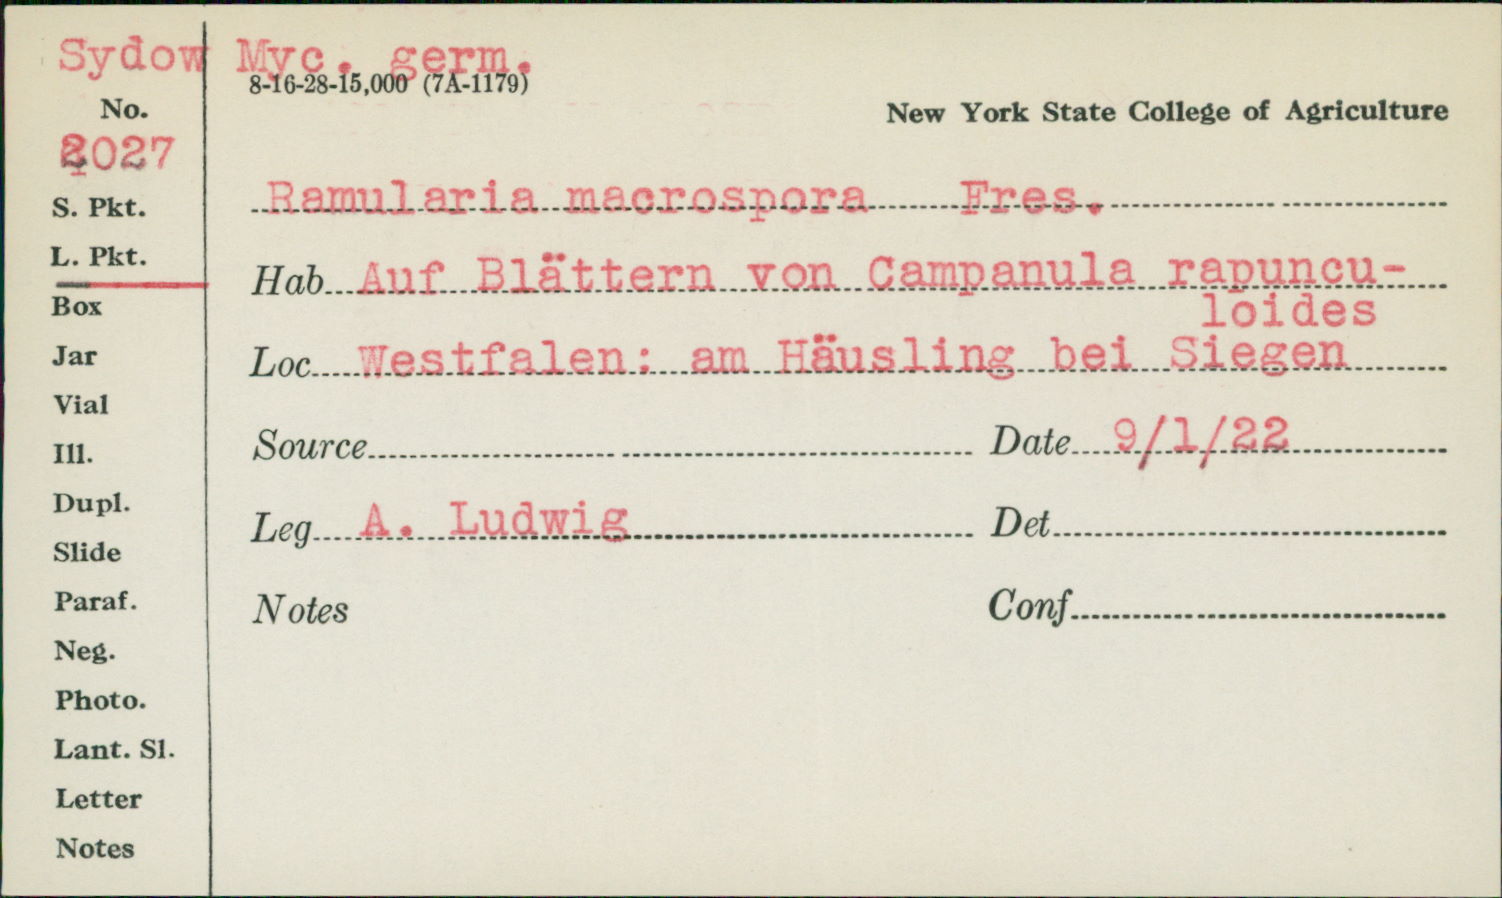 Sydow Myc. germ.
8-16-28-15,000 (7A-1179)
No.
New York State College of Agriculture
S. Pkt.
Ramularia macrospora Fres.
L. Pkt.
Hab Auf Blättern von Campanula rapuncu-
loides
Box
Jar
Loc Westfalen: am Häusling bei Siegen
Vial
Ill.
Source Date 9/1/22
Dupl.
Leg A. Ludwig Det
Slide
Paraf.
Notes Conf
Neg.
Photo.
Lant. Sl.
Letter
Notes